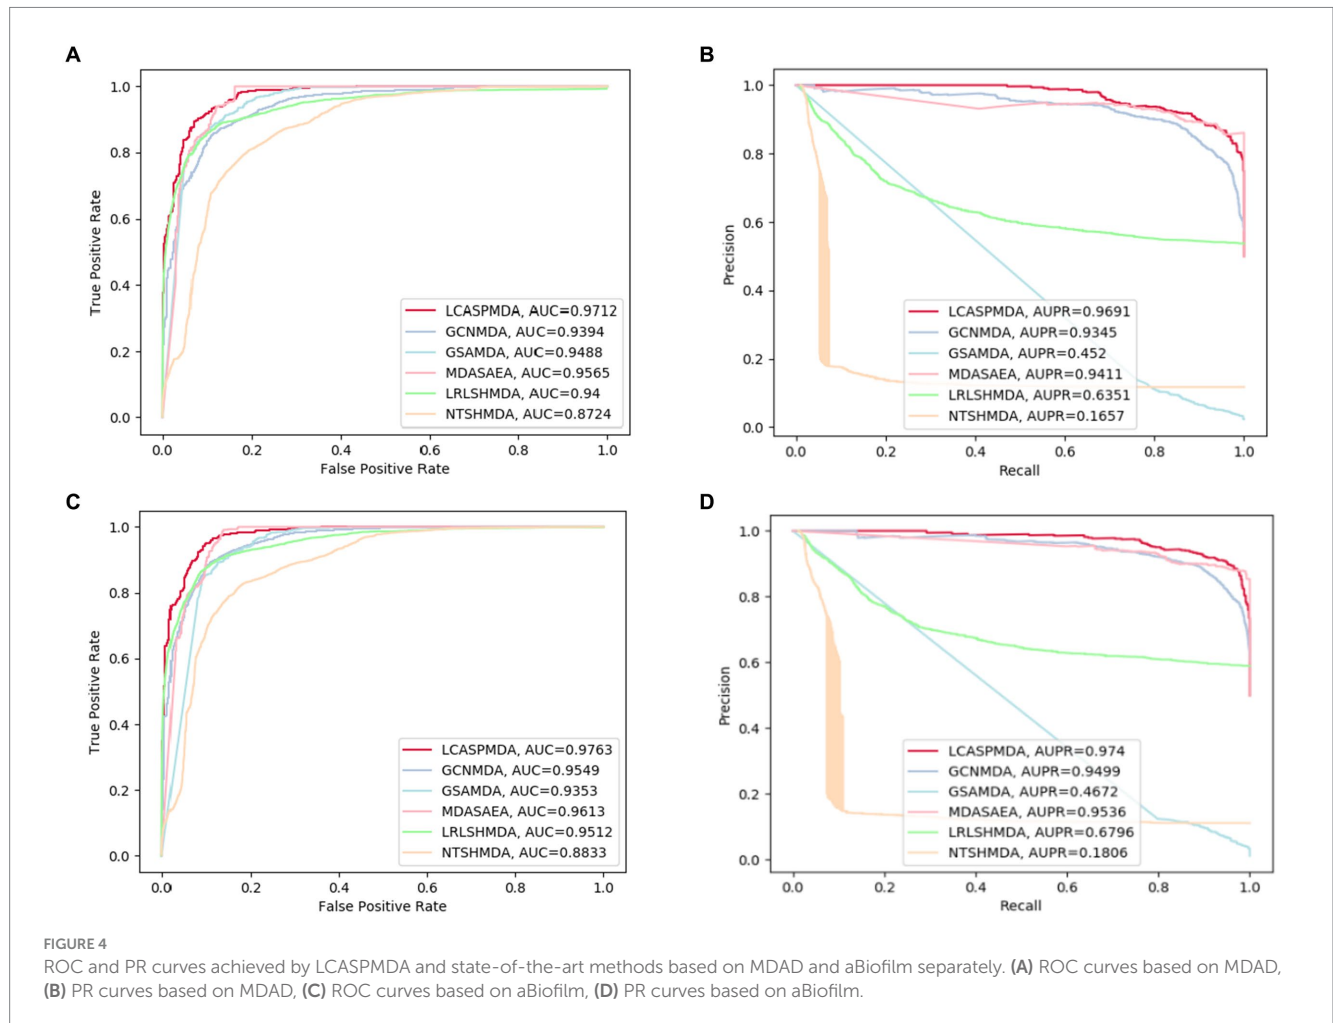 A
1.0
0.8
0.6
0.4
0.2
0.0
True Positive Rate
LCASPMDA, AUC=0.9712
GCNMDA, AUC=0.9394
GSAMDA, AUC=0.9488
MDASAEA, AUC=0.9565
LRLSHMDA, AUC=0.94
NTSHMDA, AUC=0.8724
0.0 0.2 0.4 0.6 0.8 1.0
False Positive Rate
B
1.0
0.8
0.6
0.4
0.2
0.0
Precision
LCASPMDA, AUPR=0.9691
GCNMDA, AUPR=0.9345
GSAMDA, AUPR=0.452
MDASAEA, AUPR=0.9411
LRLSHMDA, AUPR=0.6351
NTSHMDA, AUPR=0.1657
0.0 0.2 0.4 0.6 0.8 1.0
Recall
C
1.0
0.8
0.6
0.4
0.2
0.0
True Positive Rate
LCASPMDA, AUC=0.9763
GCNMDA, AUC=0.9549
GSAMDA, AUC=0.9353
MDASAEA, AUC=0.9613
LRLSHMDA, AUC=0.9512
NTSHMDA, AUC=0.8833
0.0 0.2 0.4 0.6 0.8 1.0
False Positive Rate
D
1.0
0.8
0.6
0.4
0.2
0.0
Precision
LCASPMDA, AUPR=0.974
GCNMDA, AUPR=0.9499
GSAMDA, AUPR=0.4672
MDASAEA, AUPR=0.9536
LRLSHMDA, AUPR=0.6796
NTSHMDA, AUPR=0.1806
0.0 0.2 0.4 0.6 0.8 1.0
Recall
FIGURE 4
ROC and PR curves achieved by LCASPMDA and state-of-the-art methods based on MDAD and aBiofilm separately. (A) ROC curves based on MDAD,
(B) PR curves based on MDAD, (C) ROC curves based on aBiofilm, (D) PR curves based on aBiofilm.